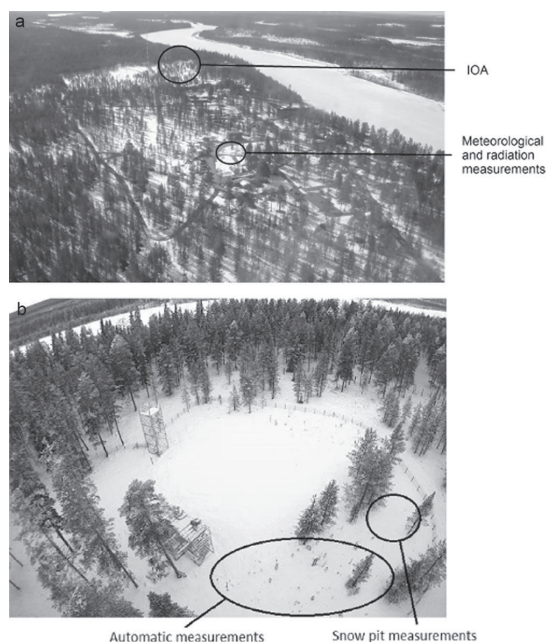 a
IOA
Meteorological
and radiation
measurements
b
Automatic measurements
Snow pit measurements